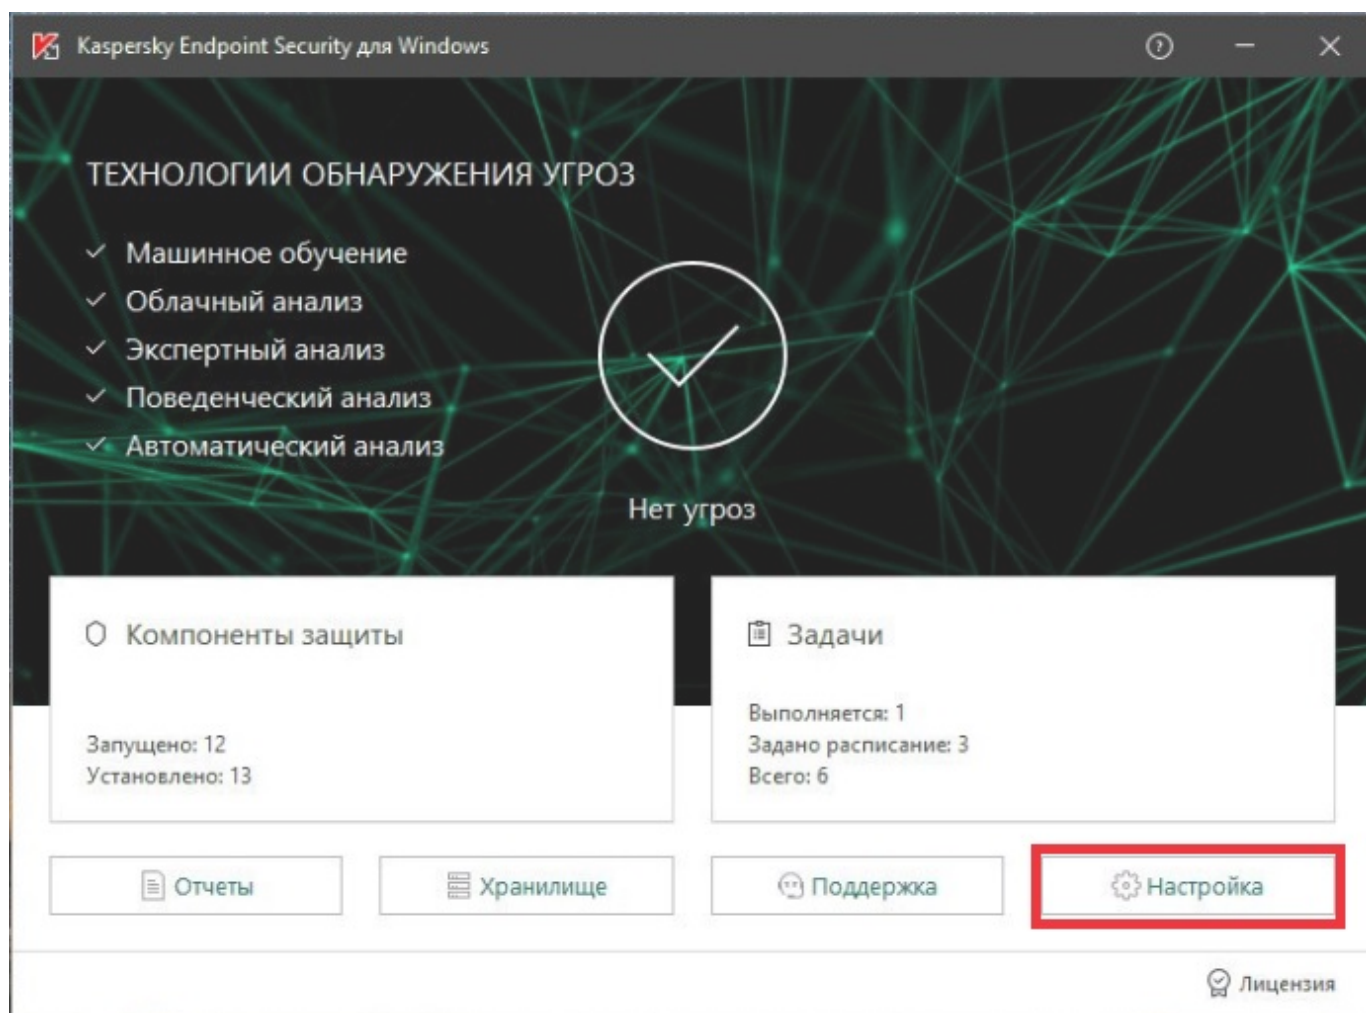 Kaspersky Endpoint Security для Windows
ТЕХНОЛОГИИ ОБНАРУЖЕНИЯ УГРОЗ
Машинное обучение
Облачный анализ
Экспертный анализ
Поведенческий анализ
Автоматический анализ
Нет угроз
Компоненты защиты
Запущено: 12
Установлено: 13
Задачи
Выполняется: 1
Задано расписание: 3
Всего: 6
Отчеты
Хранилище
Поддержка
Настройка
Лицензия